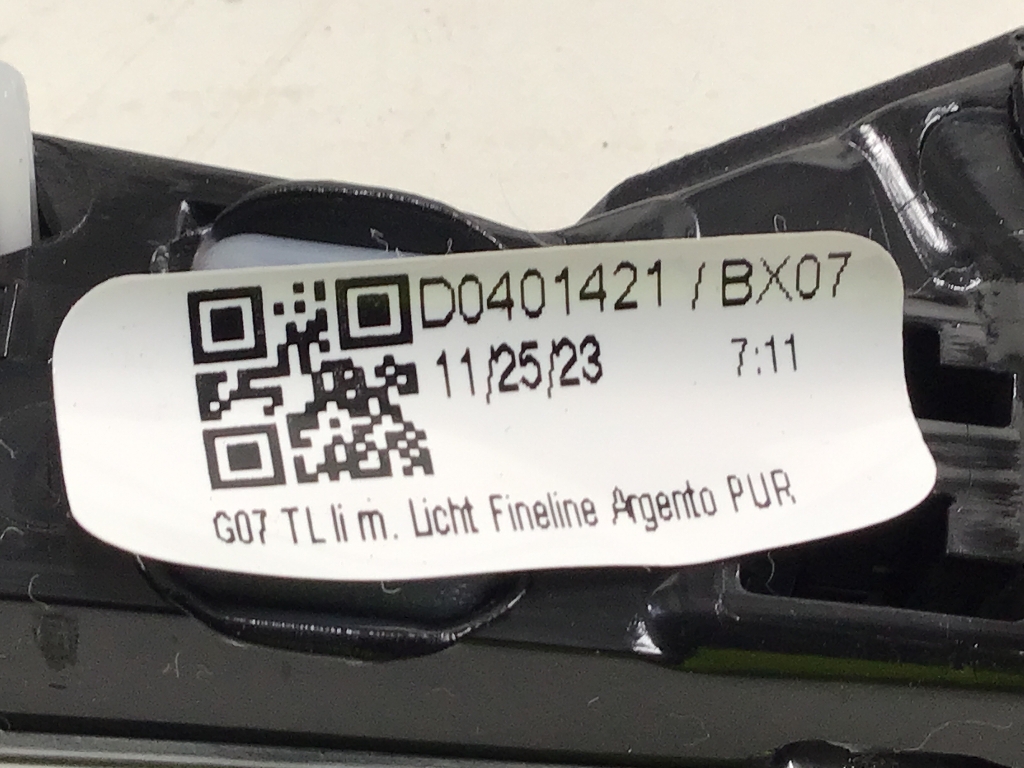 D0401421 / BX07
11/25/23 7:11
G07 TL li m. Licht Fineline Argento PUR